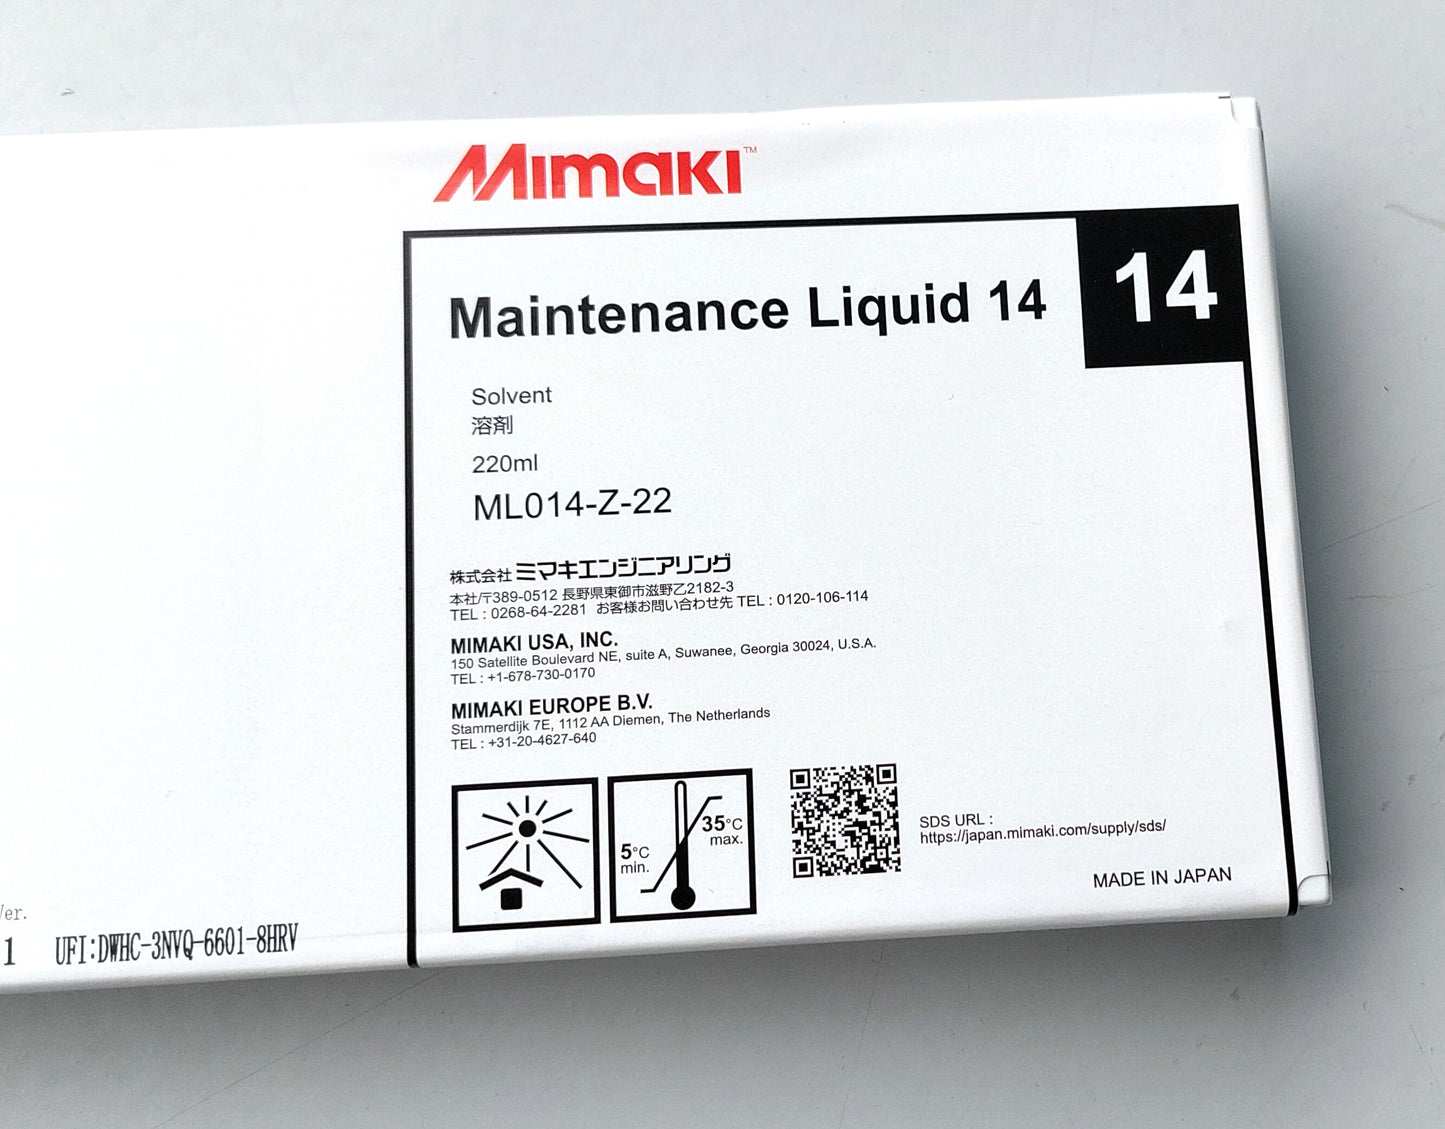 Mimaki™
14
Maintenance Liquid 14
Solvent
溶剤
220ml
ML014-Z-22
株式会社ミマキエンジニアリング
本社/〒389-0512 長野県東御市滋野乙2182-3
TEL : 0268-64-2281 お客様お問い合わせ先 TEL : 0120-106-114
MIMAKI USA, INC.
150 Satellite Boulevard NE, suite A, Suwanee, Georgia 30024, U.S.A.
TEL : +1-678-730-0170
MIMAKI EUROPE B.V.
Stammerdijk 7E, 1112 AA Diemen, The Netherlands
TEL : +31-20-4627-640
35°C
max.
5°C
min.
SDS URL :
https://japan.mimaki.com/supply/sds/
MADE IN JAPAN
Ver.
1 UFI:DWHC-3NVQ-6601-8HRV